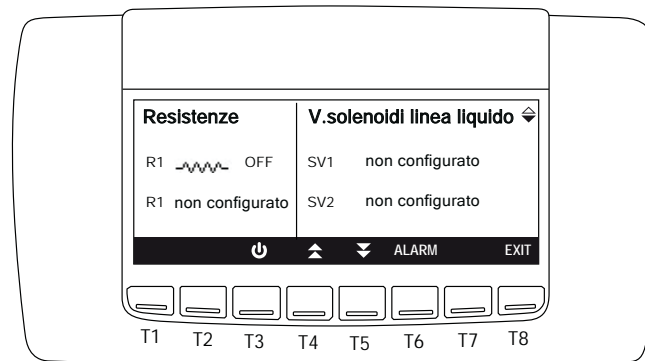 Resistenze
R1 OFF
R1 non configurato
V.solenoidi linea liquido
SV1 non configurato
SV2 non configurato
ALARM EXIT
T1 T2 T3 T4 T5 T6 T7 T8